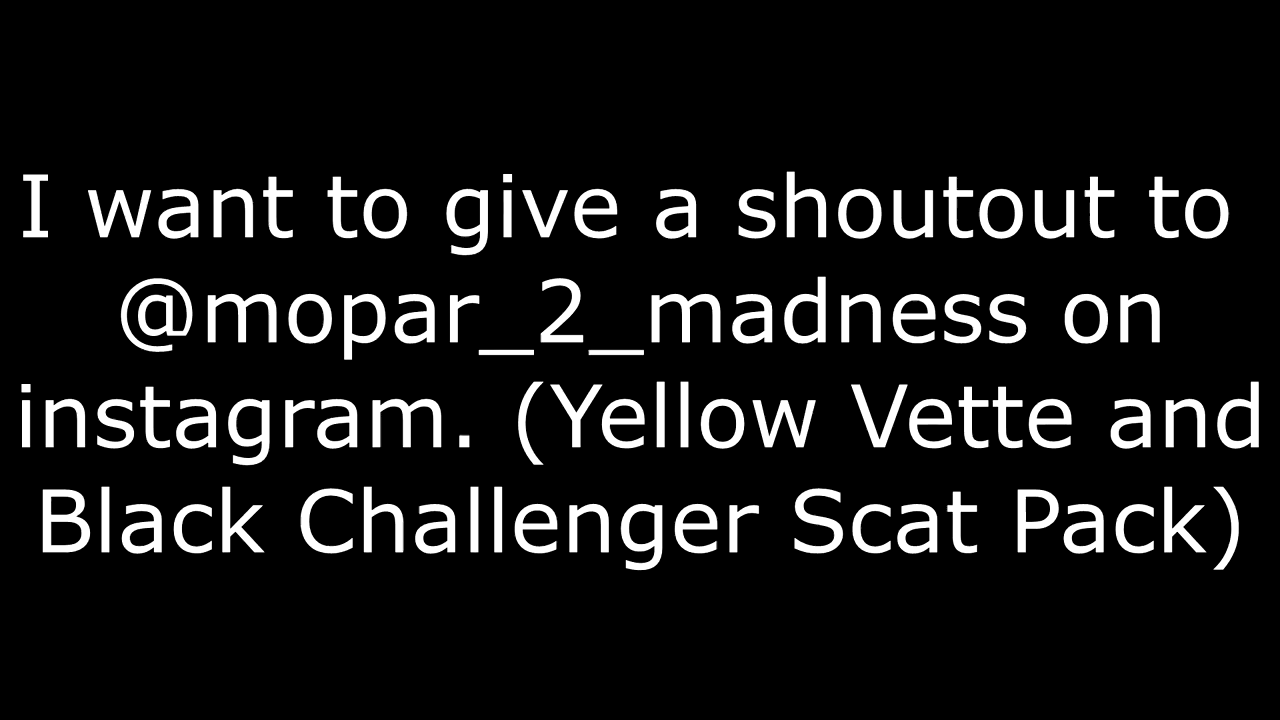 I want to give a shoutout to
@mopar_2_madness on
instagram. (Yellow Vette and
Black Challenger Scat Pack)